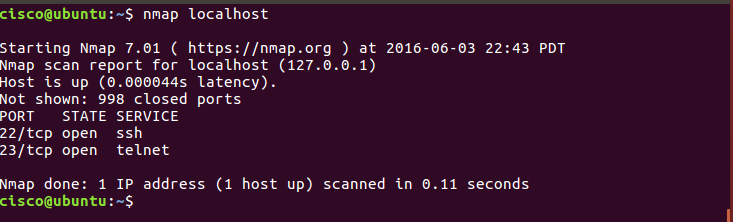 cisco@ubuntu:~$ nmap localhost
Starting Nmap 7.01 ( https://nmap.org ) at 2016-06-03 22:43 PDT
Nmap scan report for localhost (127.0.0.1)
Host is up (0.000044s latency).
Not shown: 998 closed ports
PORT   STATE SERVICE
22/tcp open  ssh
23/tcp open  telnet
Nmap done: 1 IP address (1 host up) scanned in 0.11 seconds
cisco@ubuntu:~$